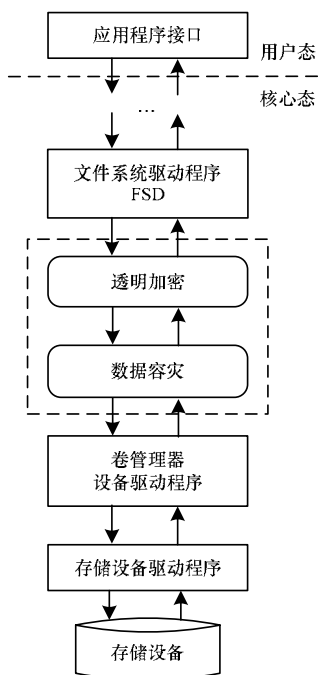 应用程序接口
用户态
核心态
…
文件系统驱动程序
FSD
透明加密
数据容灾
卷管理器
设备驱动程序
存储设备驱动程序
存储设备